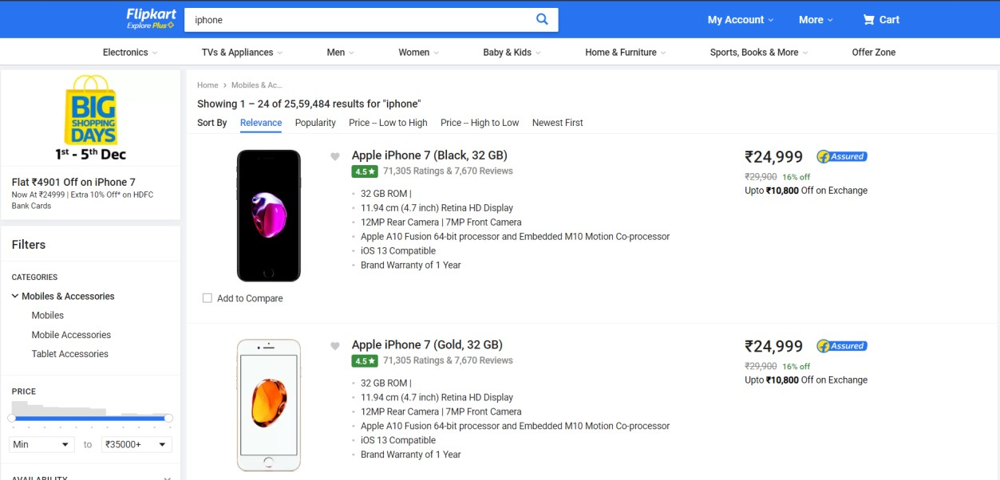 Flipkart
Explore Plus
iphone
My Account
More
Cart
Electronics
TVs & Appliances
Men
Women
Baby & Kids
Home & Furniture
Sports, Books & More
Offer Zone
BIG
SHOPPING
DAYS
1st - 5th Dec
Flat ₹4901 Off on iPhone 7
Now At ₹24999 | Extra 10% Off* on HDFC
Bank Cards
Filters
CATEGORIES
Mobiles & Accessories
Mobiles
Mobile Accessories
Tablet Accessories
PRICE
Min to ₹35000+
AVAILABILITY
Home > Mobiles & Ac...
Showing 1 – 24 of 25,59,484 results for "iphone"
Sort By Relevance Popularity Price -- Low to High Price -- High to Low Newest First
Apple iPhone 7 (Black, 32 GB)
4.5★ 71,305 Ratings & 7,670 Reviews
32 GB ROM |
11.94 cm (4.7 inch) Retina HD Display
12MP Rear Camera | 7MP Front Camera
Apple A10 Fusion 64-bit processor and Embedded M10 Motion Co-processor
iOS 13 Compatible
Brand Warranty of 1 Year
₹24,999 Assured
₹29,900 16% off
Upto ₹10,800 Off on Exchange
Add to Compare
Apple iPhone 7 (Gold, 32 GB)
4.5★ 71,305 Ratings & 7,670 Reviews
32 GB ROM |
11.94 cm (4.7 inch) Retina HD Display
12MP Rear Camera | 7MP Front Camera
Apple A10 Fusion 64-bit processor and Embedded M10 Motion Co-processor
iOS 13 Compatible
Brand Warranty of 1 Year
₹24,999 Assured
₹29,900 16% off
Upto ₹10,800 Off on Exchange